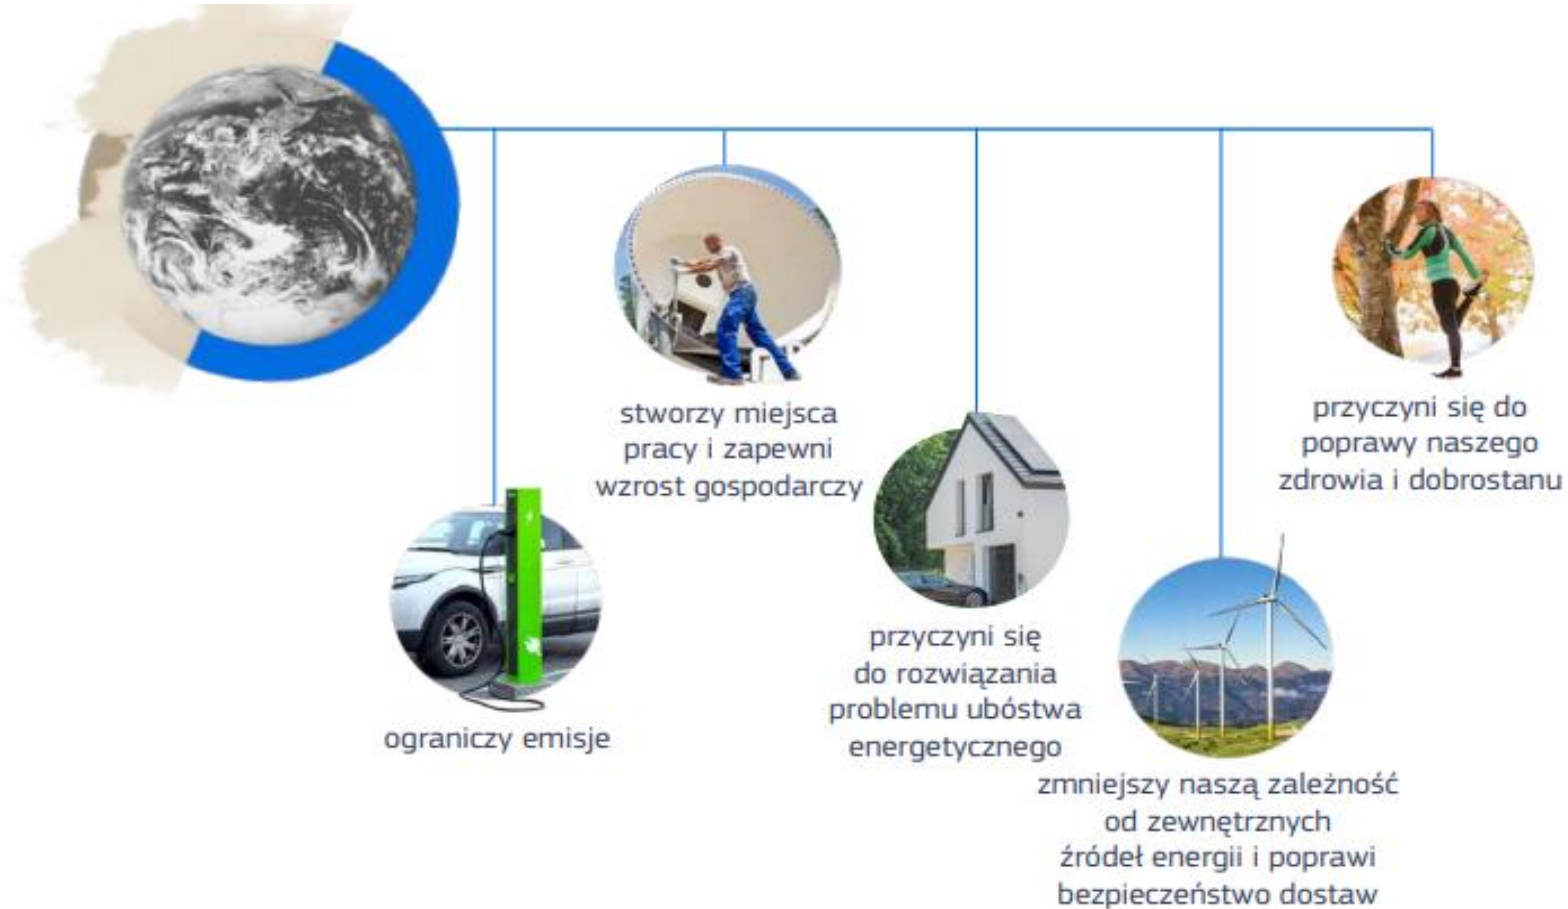 ograniczy emisje
stworzy miejsca
pracy i zapewni
wzrost gospodarczy
przyczyni się
do rozwiązania
problemu ubóstwa
energetycznego
zmniejszy naszą zależność
od zewnętrznych
źródeł energii i poprawi
bezpieczeństwo dostaw
przyczyni się do
poprawy naszego
zdrowia i dobrostanu